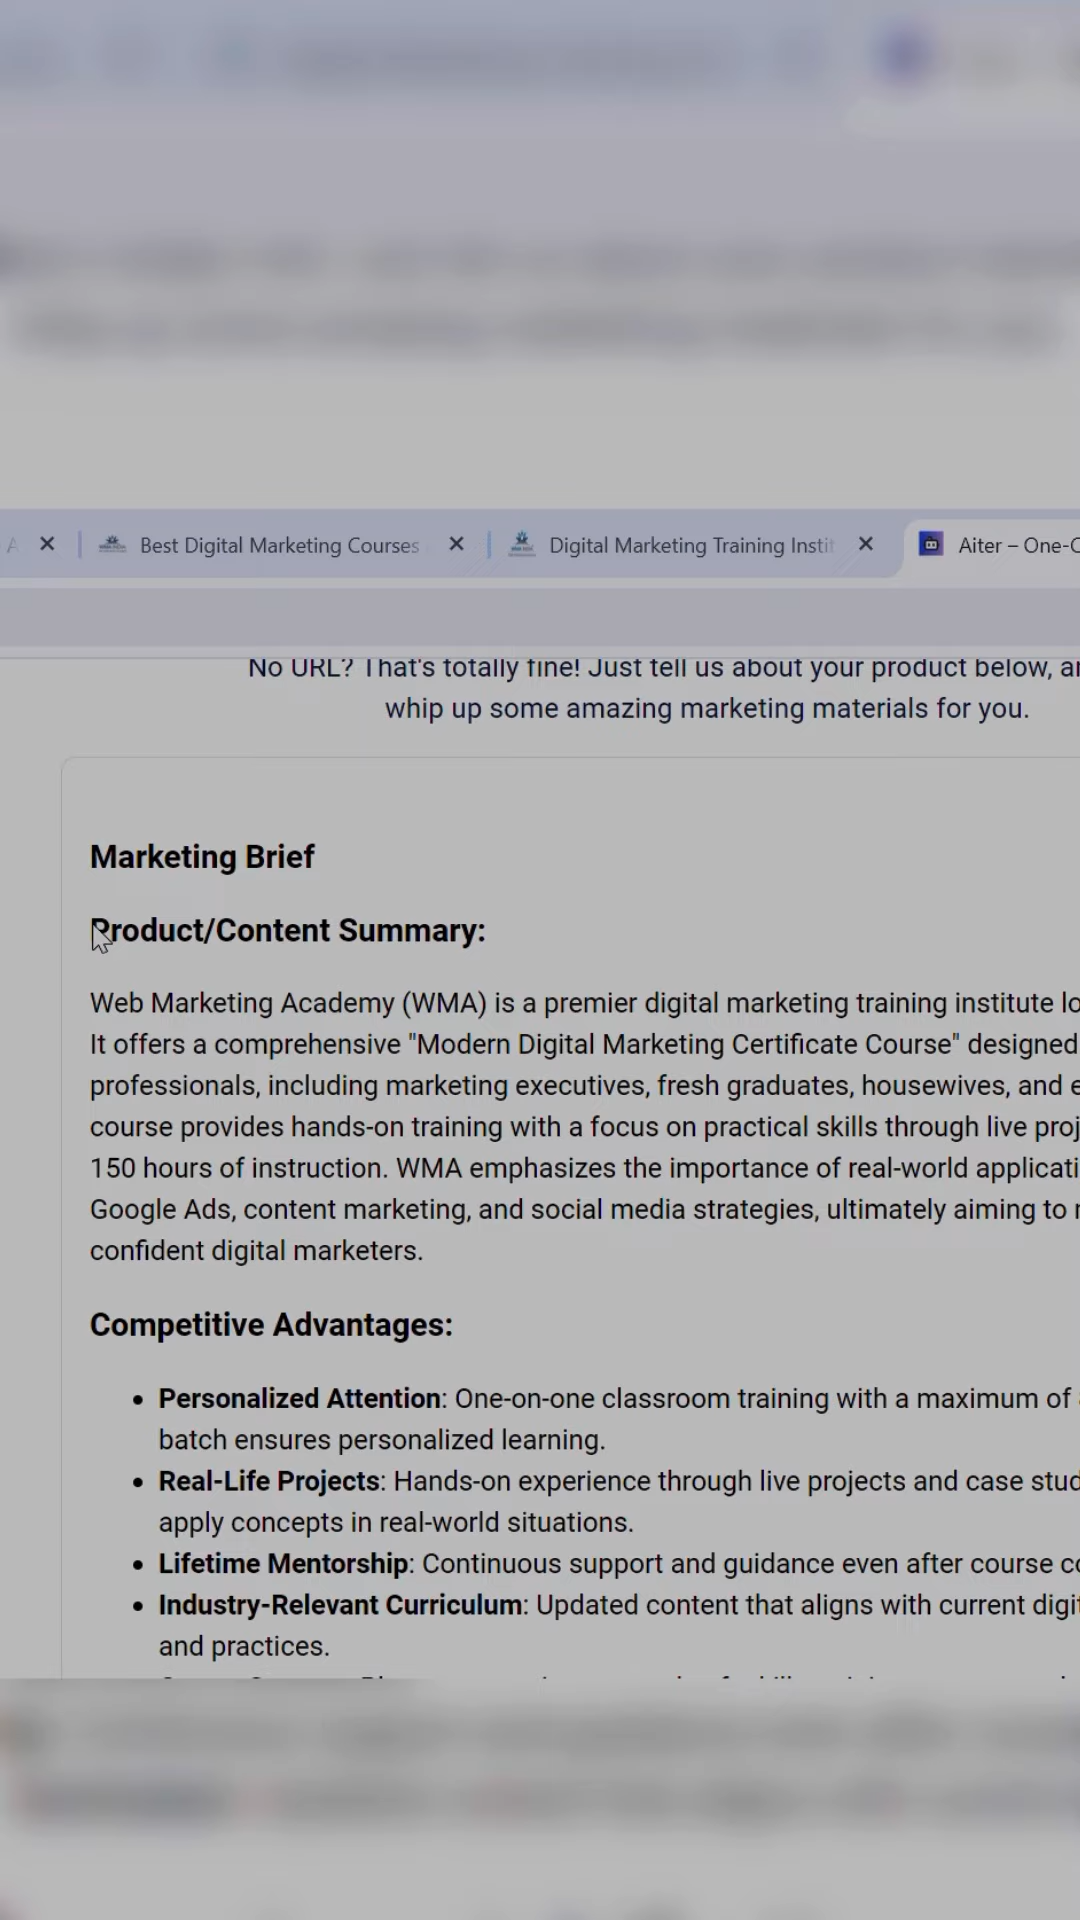 Best Digital Marketing Courses
Digital Marketing Training Instit
Aiter – One-C
No URL? That's totally fine! Just tell us about your product below, an
whip up some amazing marketing materials for you.
Marketing Brief
Product/Content Summary:
Web Marketing Academy (WMA) is a premier digital marketing training institute lo
It offers a comprehensive "Modern Digital Marketing Certificate Course" designed
professionals, including marketing executives, fresh graduates, housewives, and e
course provides hands-on training with a focus on practical skills through live proj
150 hours of instruction. WMA emphasizes the importance of real-world applicati
Google Ads, content marketing, and social media strategies, ultimately aiming to
confident digital marketers.
Competitive Advantages:
• Personalized Attention: One-on-one classroom training with a maximum of
batch ensures personalized learning.
• Real-Life Projects: Hands-on experience through live projects and case stud
apply concepts in real-world situations.
• Lifetime Mentorship: Continuous support and guidance even after course co
• Industry-Relevant Curriculum: Updated content that aligns with current digit
and practices.